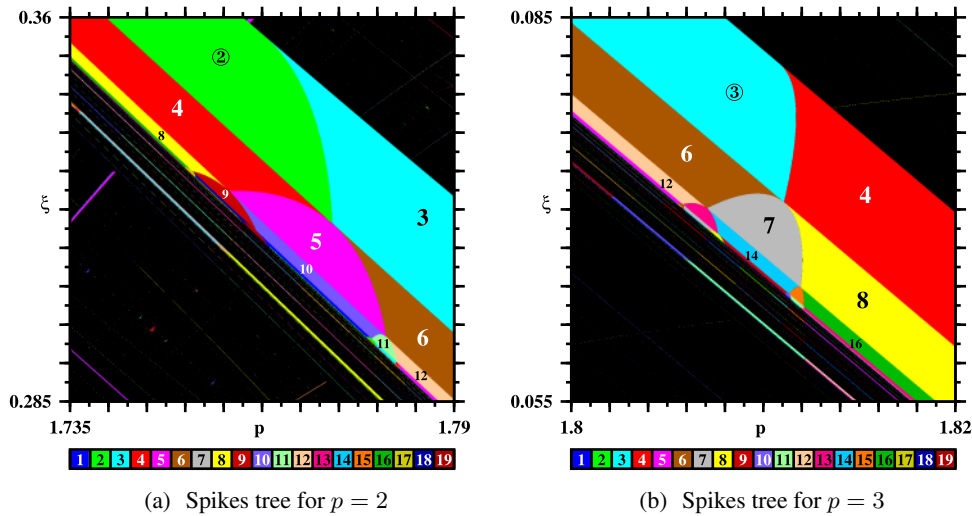 0.36
②
4
8
9
5
3
10
6
11
12
ξ
0.285
1.735 p 1.79
1 2 3 4 5 6 7 8 9 10 11 12 13 14 15 16 17 18 19
(a) Spikes tree for p = 2
0.085
③
6
12
4
7
14
8
16
ξ
0.055
1.8 p 1.82
1 2 3 4 5 6 7 8 9 10 11 12 13 14 15 16 17 18 19
(b) Spikes tree for p = 3